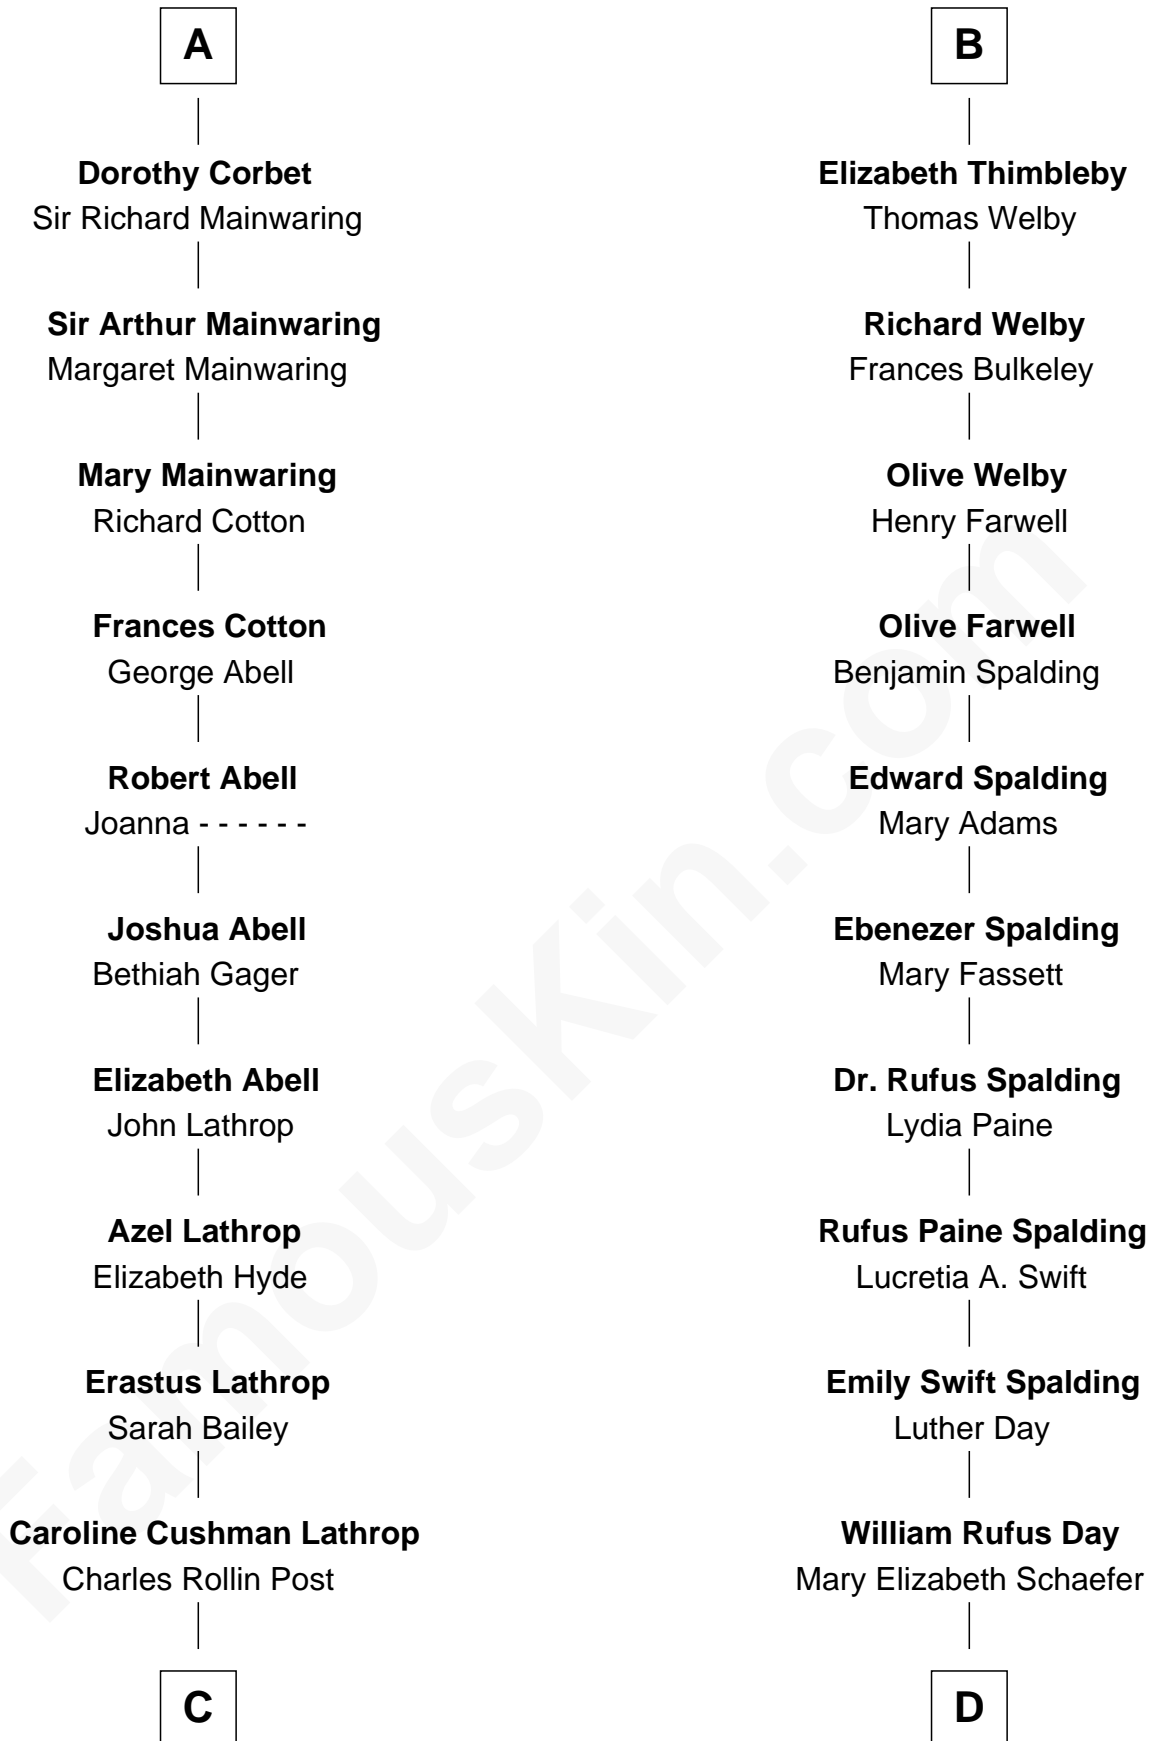 A
Dorothy Corbet
Sir Richard Mainwaring
Sir Arthur Mainwaring
Margaret Mainwaring
Mary Mainwaring
Richard Cotton
Frances Cotton
George Abell
Robert Abell
Joanna - - - - - -
Joshua Abell
Bethiah Gager
Elizabeth Abell
John Lathrop
Azel Lathrop
Elizabeth Hyde
Erastus Lathrop
Sarah Bailey
Caroline Cushman Lathrop
Charles Rollin Post
C
B
Elizabeth Thimbleby
Thomas Welby
Richard Welby
Frances Bulkeley
Olive Welby
Henry Farwell
Olive Farwell
Benjamin Spalding
Edward Spalding
Mary Adams
Ebenezer Spalding
Mary Fassett
Dr. Rufus Spalding
Lydia Paine
Rufus Paine Spalding
Lucretia A. Swift
Emily Swift Spalding
Luther Day
William Rufus Day
Mary Elizabeth Schaefer
D
FamousKin.com